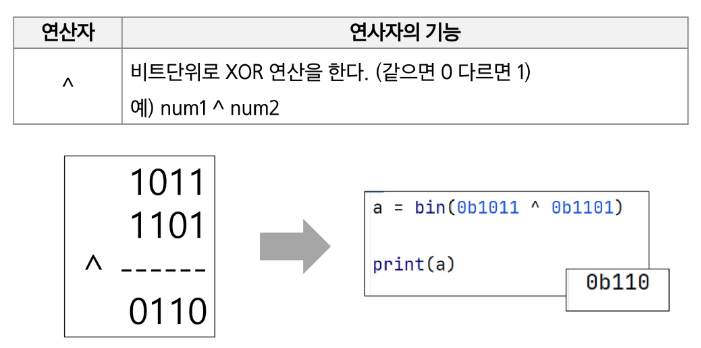 연산자 연사자의 기능
^ 비트단위로 XOR 연산을 한다. (같으면 0 다르면 1)
예) num1 ^ num2
1011
1101
^ ------
0110
a = bin(0b1011 ^ 0b1101)
print(a)
0b110